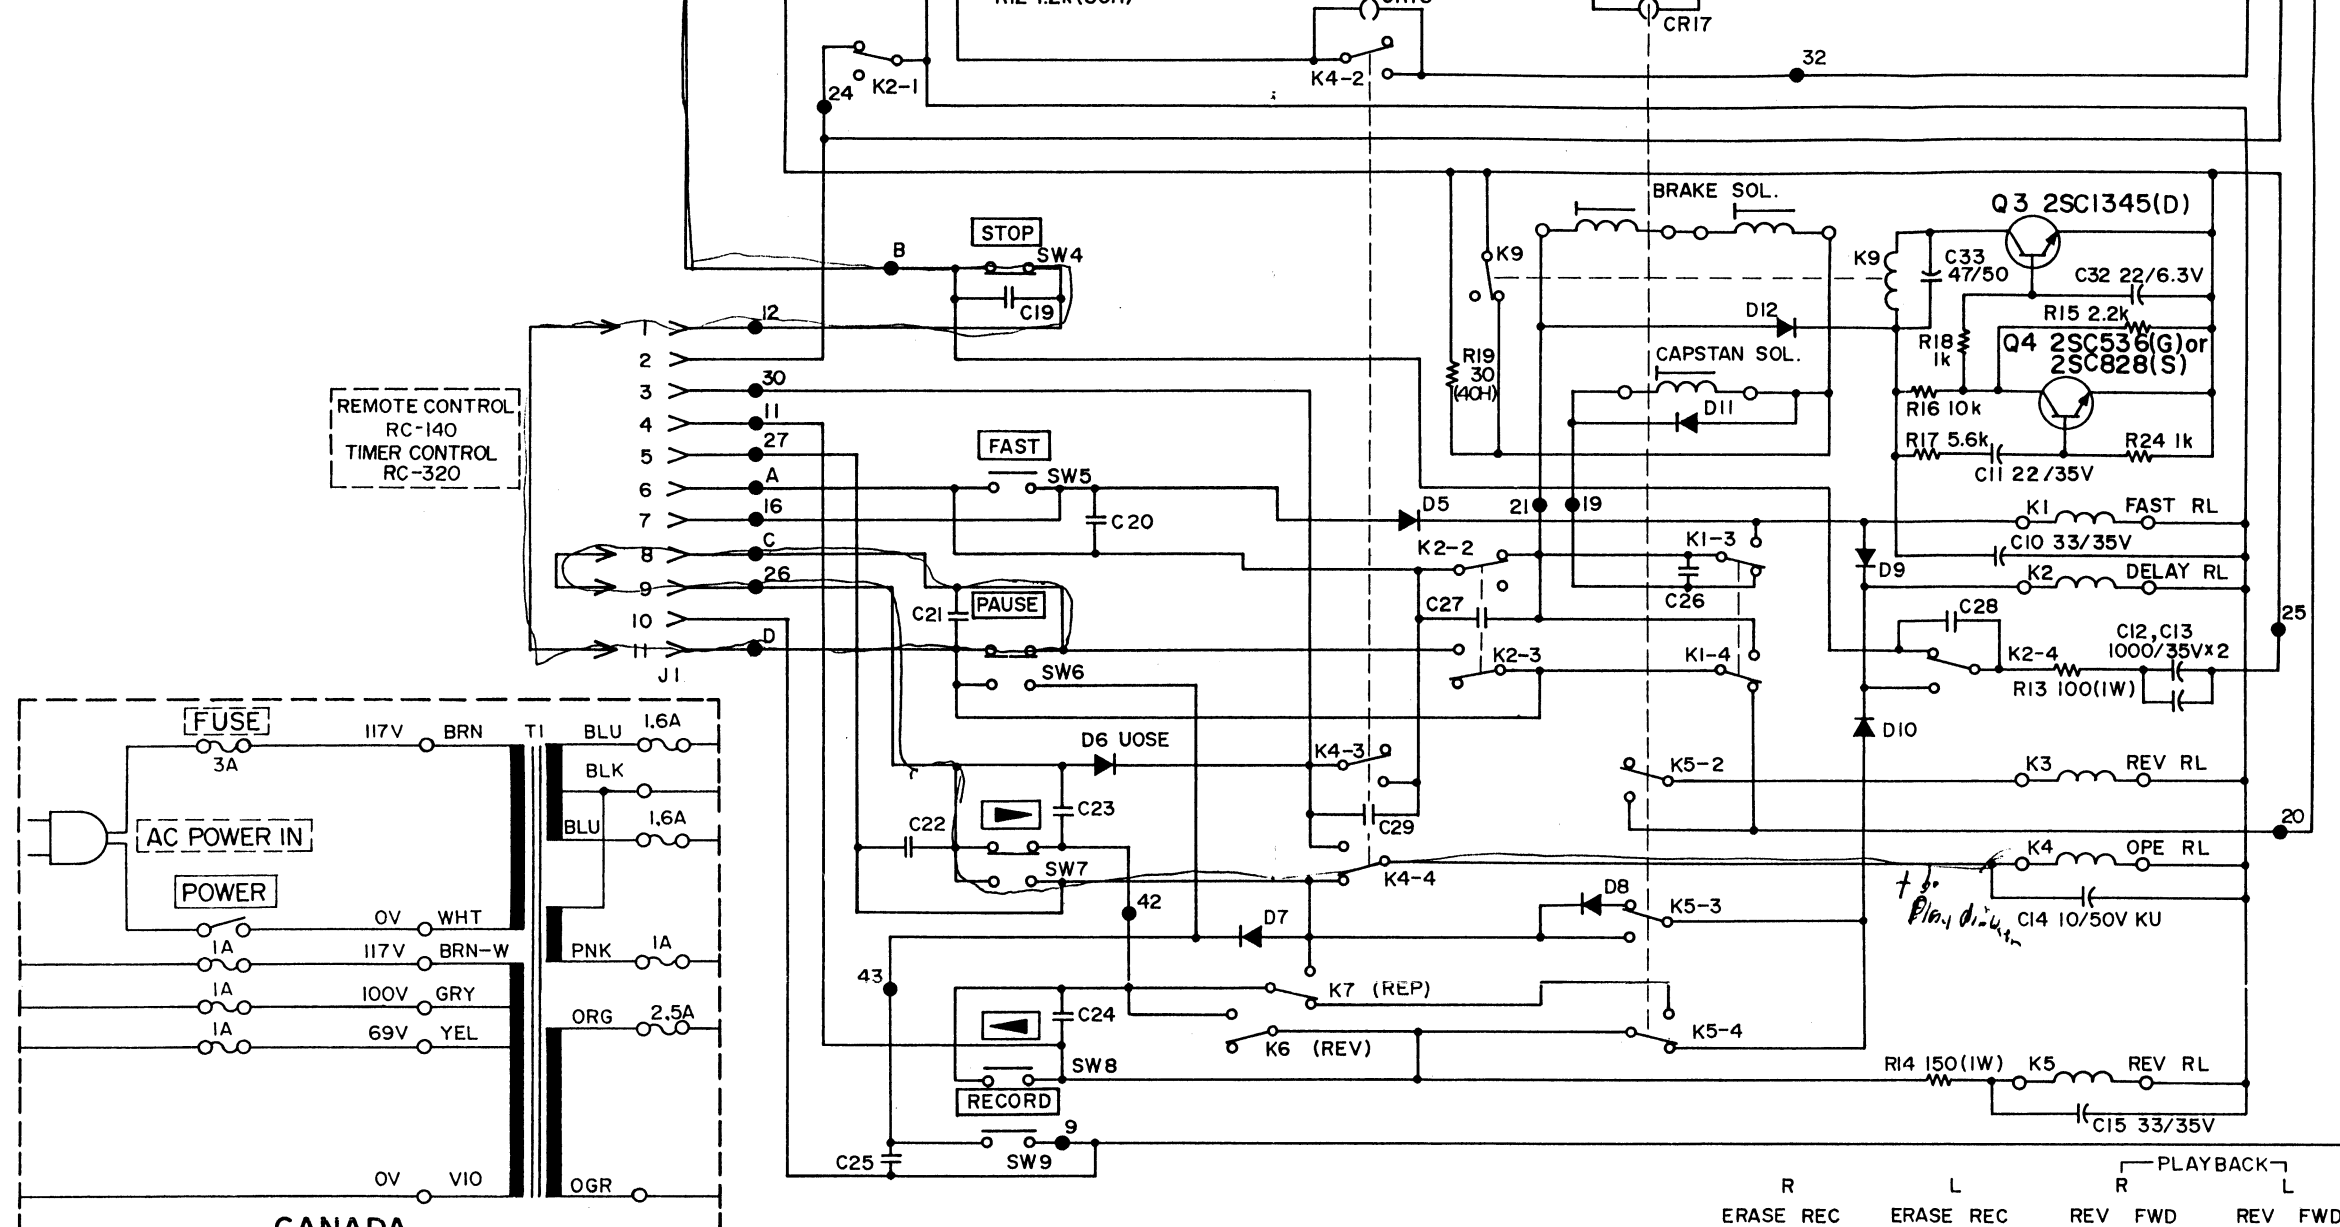 CR17
32
K4-2
K2-1
24
BRAKE SOL.
Q3 2SC1345(D)
STOP
B
SW4
K9
K9
C33
47/50
C32 22/6.3V
C19
12
1
D12
R15 2.2k
R18
1k
Q4 2SC536(G)or
2SC828(S)
2
R19
30
(40H)
CAPSTAN SOL.
30
3
REMOTE CONTROL
RC-140
TIMER CONTROL
RC-320
11
4
D11
R16 10k
27
5
FAST
R17 5.6k
R24 1k
C11 22/35V
A
6
SW5
16
7
C20
D5
21
19
K1
FAST RL
C
8
K2-2
K1-3
C10 33/35V
D9
26
9
K2
DELAY RL
PAUSE
C21
C26
C27
C28
25
10
D
11
C12,C13
1000/35V×2
K2-3
K1-4
K2-4
SW6
J1
R13 100(1W)
FUSE
3A
117V
BRN
T1
BLU
1.6A
D6 UOSE
D10
K4-3
K5-2
K3
REV RL
BLK
AC POWER IN
BLU
1.6A
C23
C22
C29
20
SW7
K4-4
K4
OPE RL
POWER
D8
0V
WHT
42
D7
K5-3
C14 10/50V KU
1A
117V
BRN-W
PNK
1A
43
1A
100V
GRY
K7 (REP)
ORG
2.5A
C24
1A
69V
YEL
K6 (REV)
K5-4
SW8
R14 150(1W)
K5
REV RL
RECORD
9
C15 33/35V
C25
SW9
PLAYBACK
0V
VIO
OGR
R
L
R
L
ERASE REC
ERASE REC
REV FWD
REV FWD
CANADA